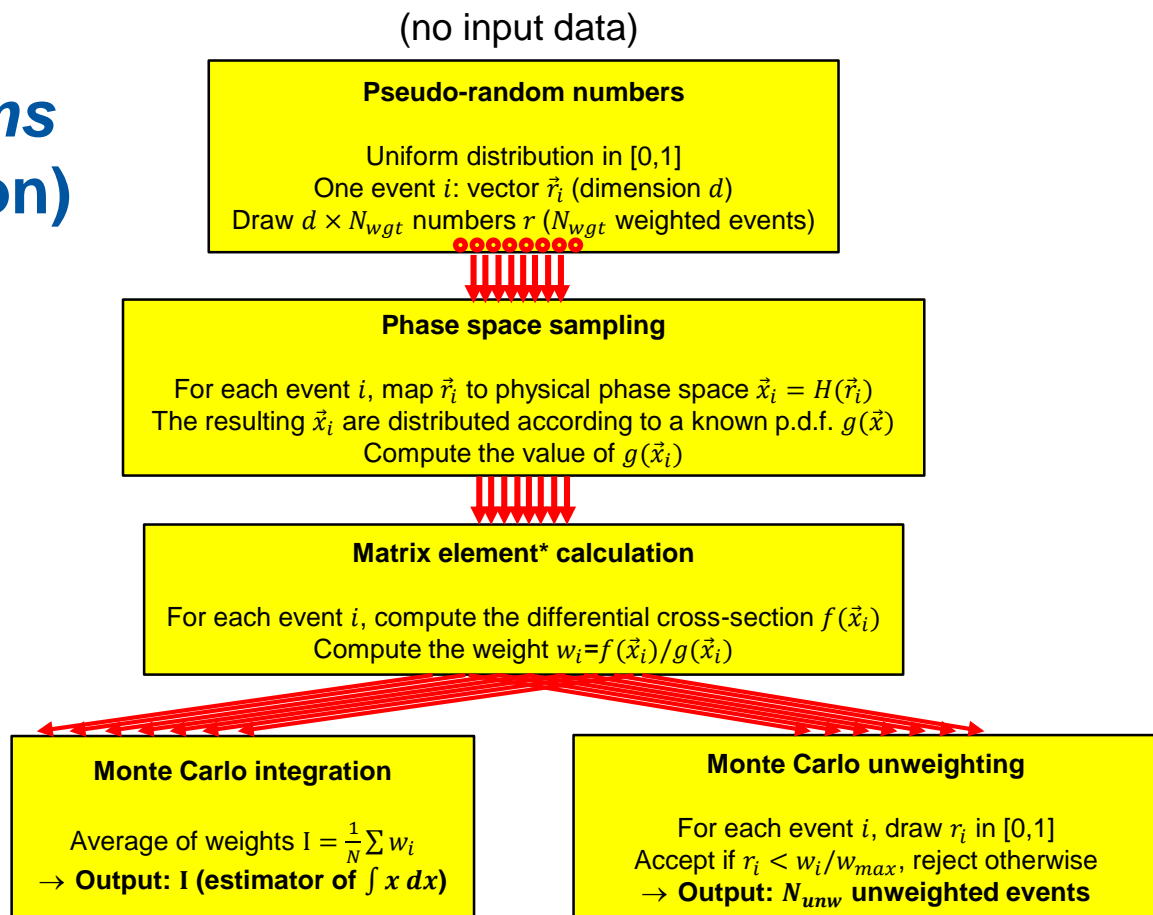 (no input data)
ms
on)
Pseudo-random numbers
Uniform distribution in [0,1]
One event 𝑖: vector r⃗ᵢ (dimension d)
Draw d × N_wgt numbers r (N_wgt weighted events)
Phase space sampling
For each event i, map r⃗ᵢ to physical phase space x⃗ᵢ = H(r⃗ᵢ)
The resulting x⃗ᵢ are distributed according to a known p.d.f. g(x⃗)
Compute the value of g(x⃗ᵢ)
Matrix element* calculation
For each event i, compute the differential cross-section f(x⃗ᵢ)
Compute the weight wᵢ=f(x⃗ᵢ)/g(x⃗ᵢ)
Monte Carlo integration
Average of weights I = 1/N ∑ wᵢ
→ Output: I (estimator of ∫ x dx)
Monte Carlo unweighting
For each event i, draw rᵢ in [0,1]
Accept if rᵢ < wᵢ/w_max, reject otherwise
→ Output: N_unw unweighted events